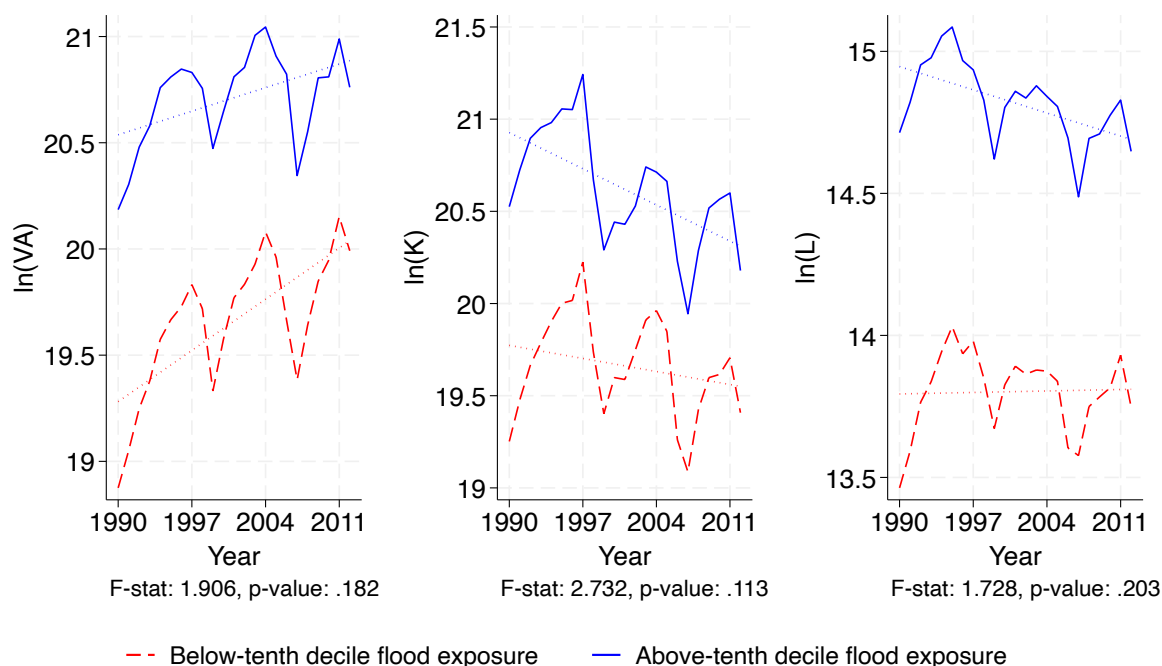 ln(VA)
21
20.5
20
19.5
19
1990 1997 2004 2011
Year
F-stat: 1.906, p-value: .182
ln(K)
21.5
21
20.5
20
19.5
19
1990 1997 2004 2011
Year
F-stat: 2.732, p-value: .113
ln(L)
15
14.5
14
13.5
1990 1997 2004 2011
Year
F-stat: 1.728, p-value: .203
Below-tenth decile flood exposure
Above-tenth decile flood exposure